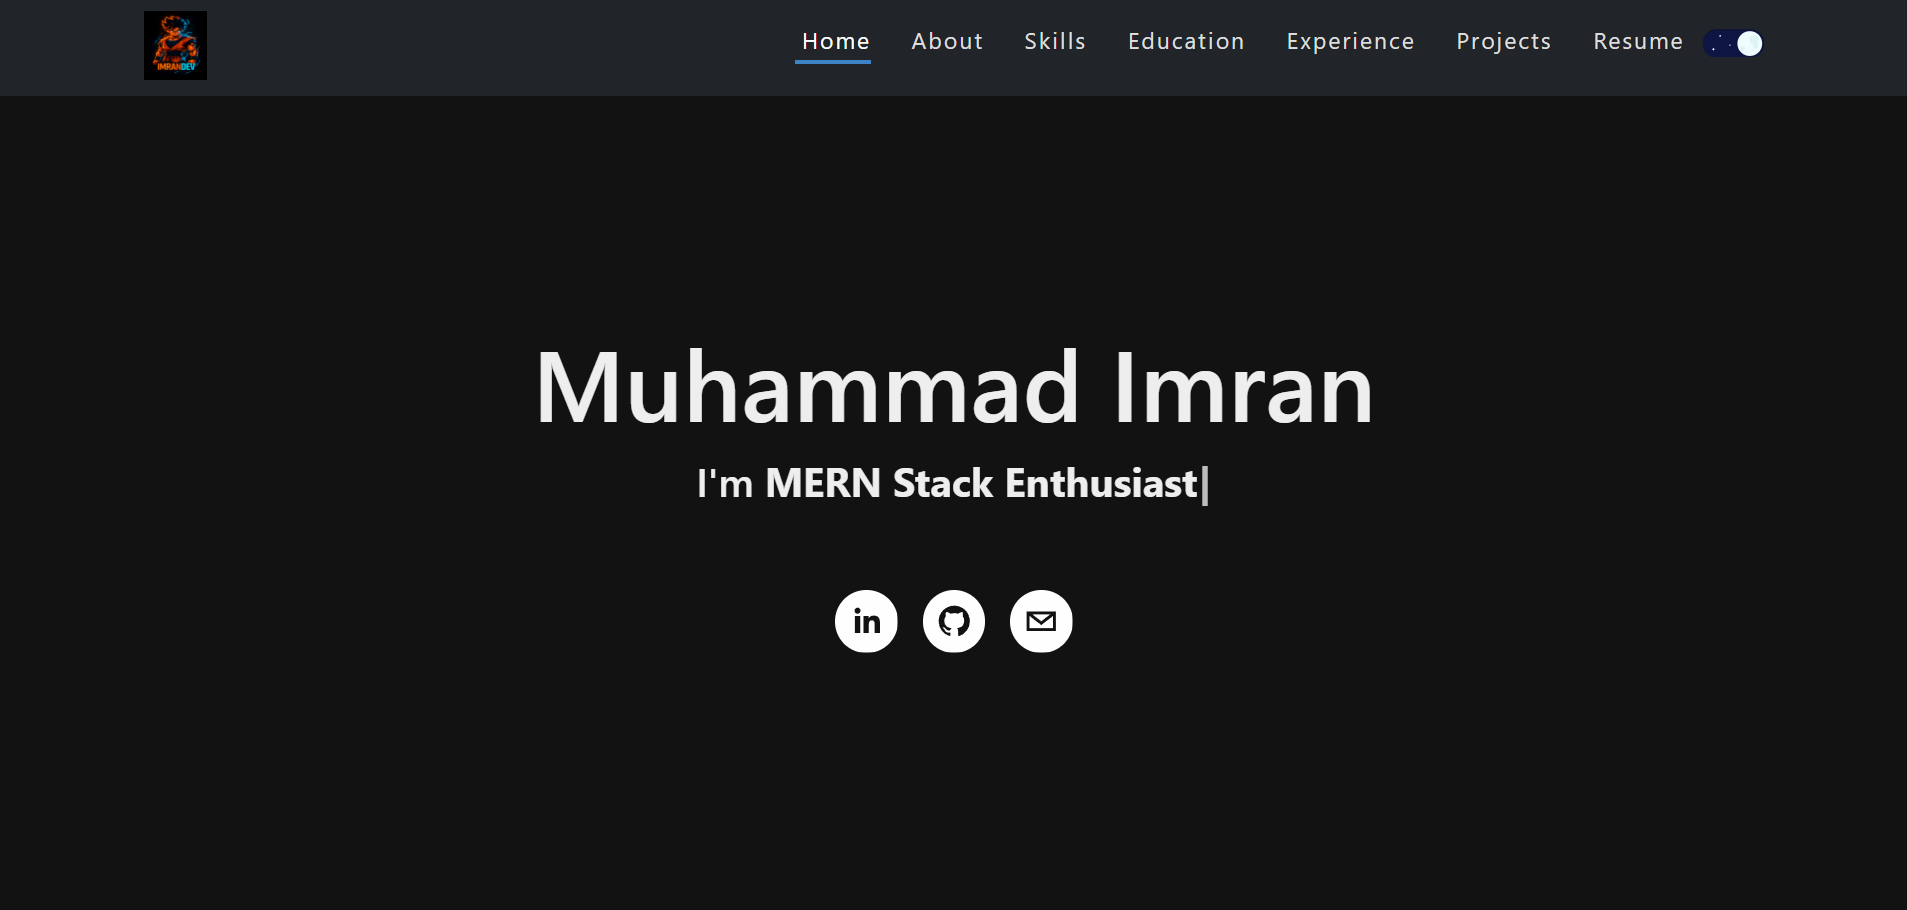 IMRANDEV
Home About Skills Education Experience Projects Resume
Muhammad Imran
I'm MERN Stack Enthusiast|
in